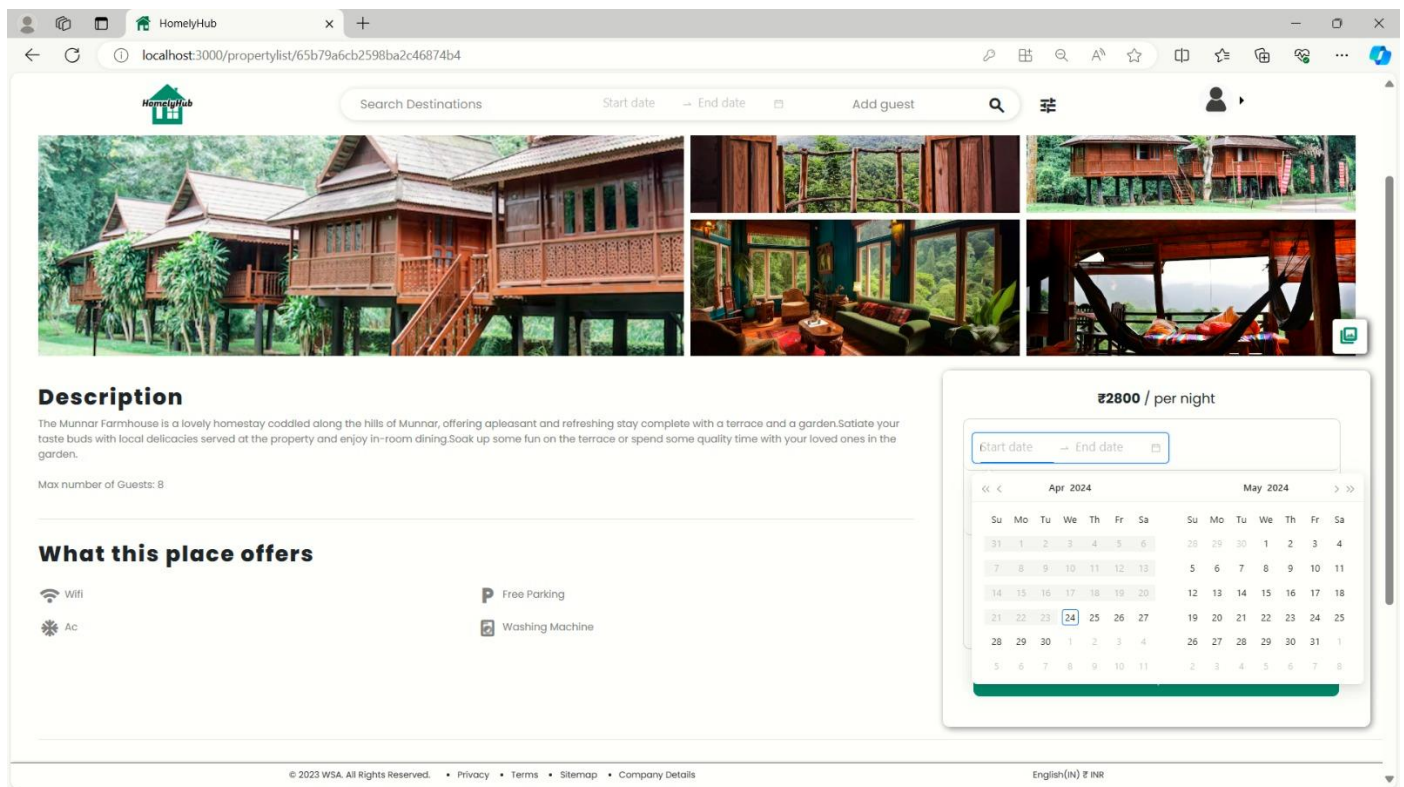 HomelyHub
localhost:3000/propertylist/65b79a6cb2598ba2c46874b4
HomelyHub
Search Destinations Start date → End date Add guest
Description
The Munnar Farmhouse is a lovely homestay coddled along the hills of Munnar, offering apleasant and refreshing stay complete with a terrace and a garden.Satiate your
taste buds with local delicacies served at the property and enjoy in-room dining.Soak up some fun on the terrace or spend some quality time with your loved ones in the
garden.
Max number of Guests: 8
What this place offers
Wifi
P Free Parking
Ac
Washing Machine
₹2800 / per night
Start date → End date
« < Apr 2024
May 2024 > »
Su Mo Tu We Th Fr Sa
31 1 2 3 4 5 6
7 8 9 10 11 12 13
14 15 16 17 18 19 20
21 22 23 24 25 26 27
28 29 30 1 2 3 4
5 6 7 8 9 10 11
Su Mo Tu We Th Fr Sa
28 29 30 1 2 3 4
5 6 7 8 9 10 11
12 13 14 15 16 17 18
19 20 21 22 23 24 25
26 27 28 29 30 31 1
2 3 4 5 6 7 8
© 2023 WSA. All Rights Reserved. • Privacy • Terms • Sitemap • Company Details
English(IN) ₹ INR